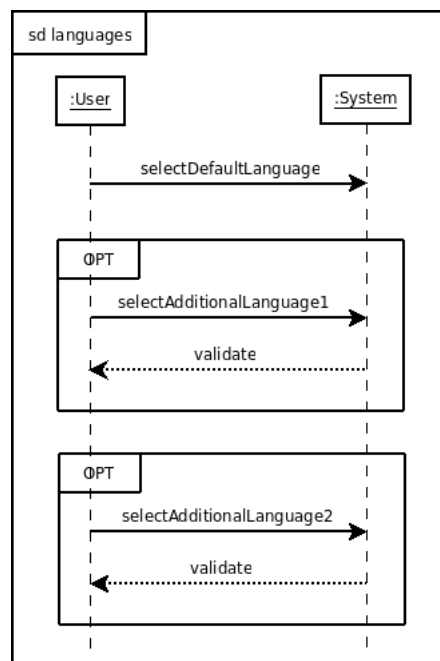 sd languages
:User
:System
selectDefaultLanguage
OPT
selectAdditionalLanguage1
validate
OPT
selectAdditionalLanguage2
validate